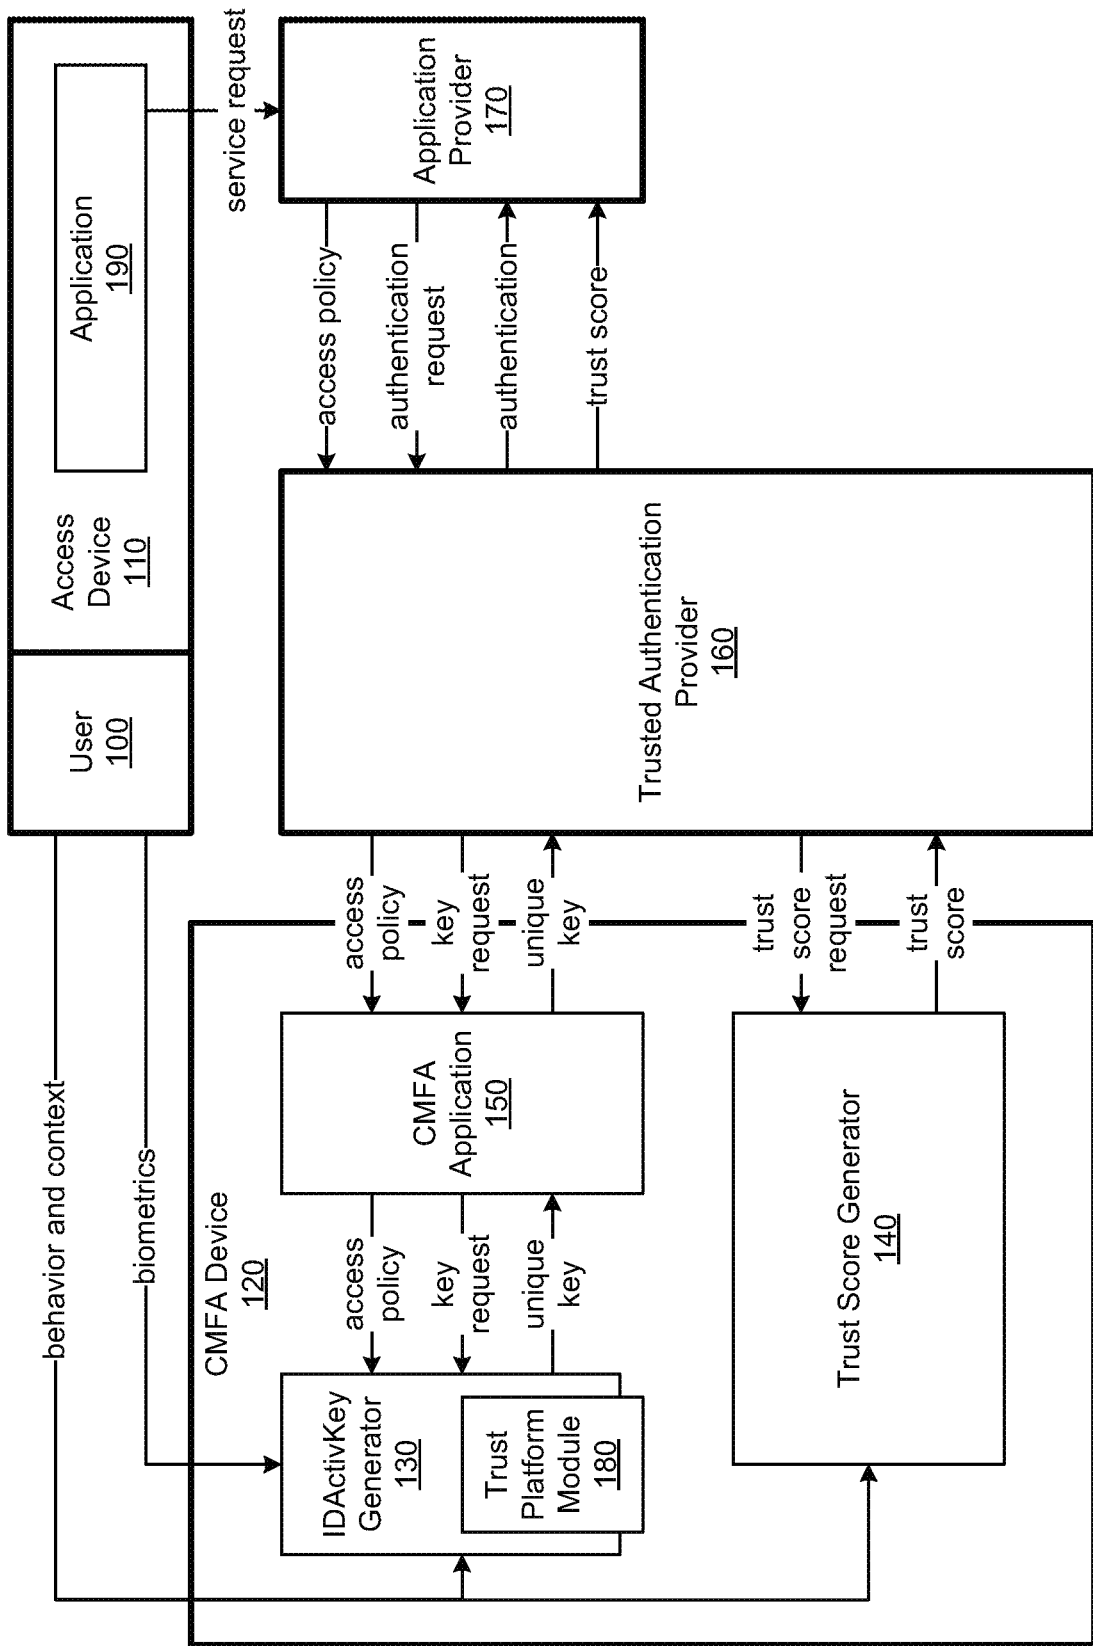 behavior and context
biometrics
User
100
Access
Device
110
Application
190
service request
CMFA Device
120
IDActivKey
Generator
130
Trust
Platform
Module
180
access
policy
key
request
unique
key
CMFA
Application
150
access
policy
key
request
unique
key
trust
score
request
trust
score
Trust Score Generator
140
Trusted Authentication
Provider
160
access policy
authentication
request
authentication
trust score
Application
Provider
170